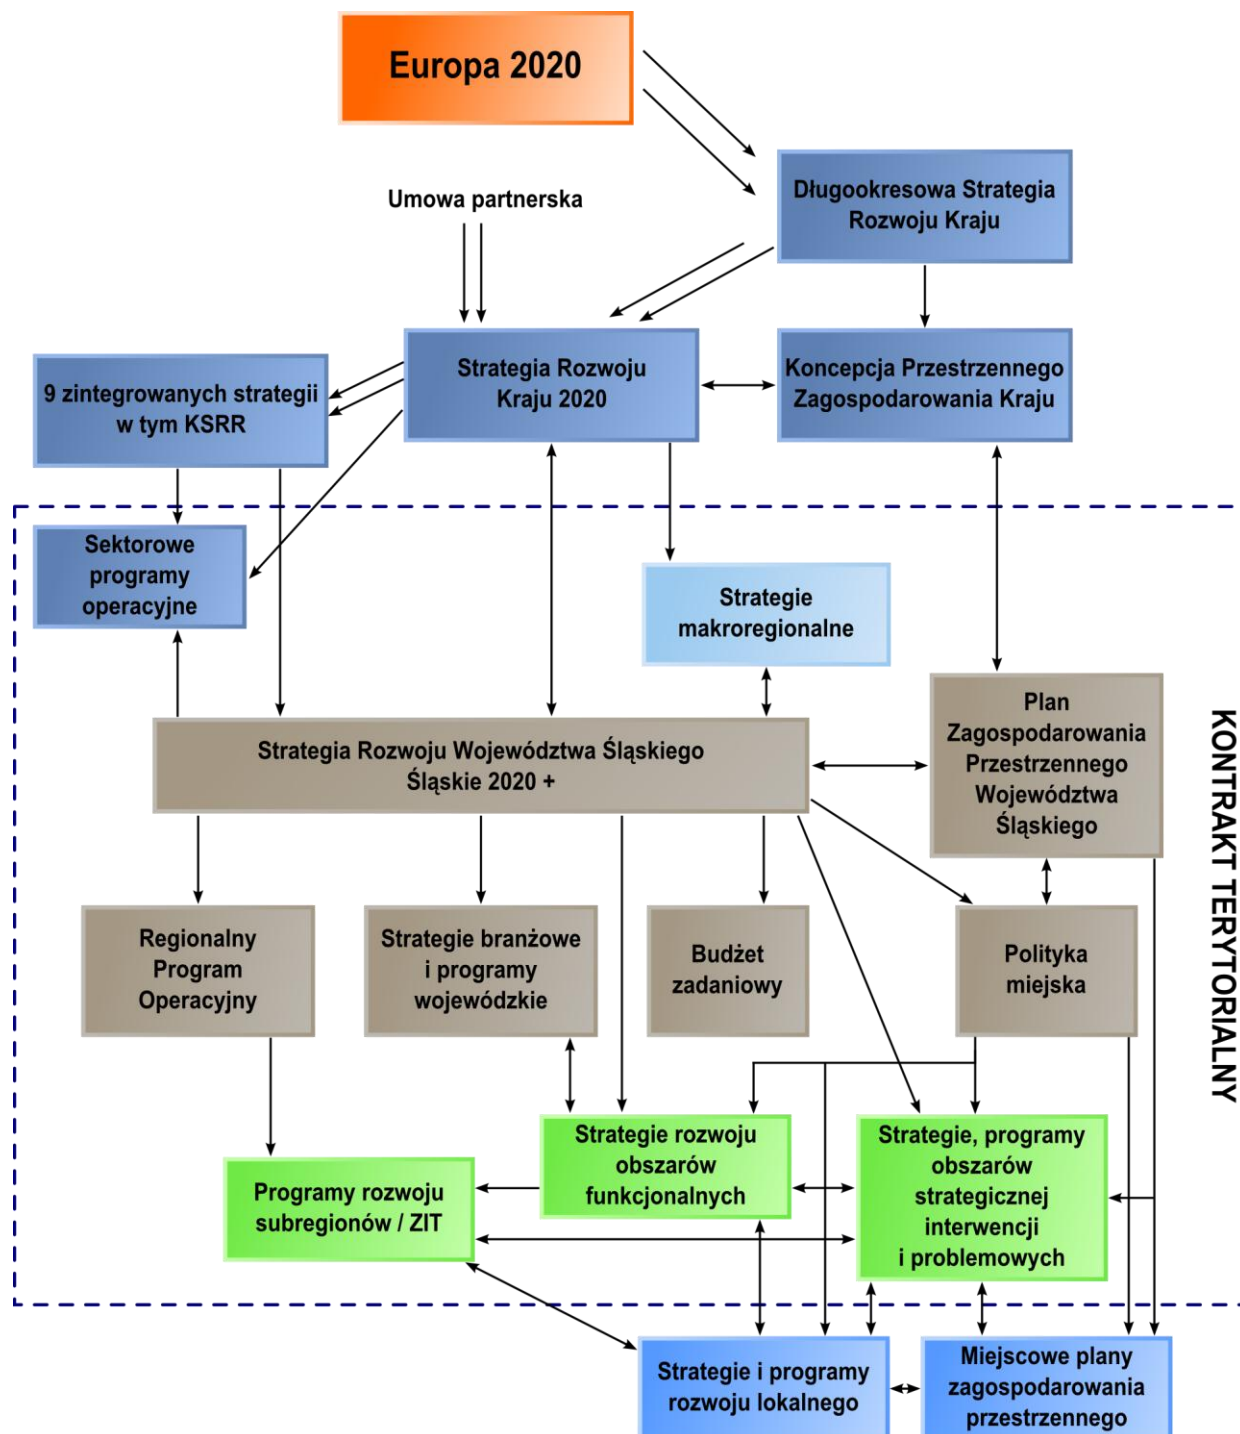 Europa 2020
Długookresowa Strategia
Rozwoju Kraju
Umowa partnerska
9 zintegrowanych strategii
w tym KSRR
Strategia Rozwoju
Kraju 2020
Koncepcja Przestrzennego
Zagospodarowania Kraju
Sektorowe
programy
operacyjne
Strategie
makroregionalne
Strategia Rozwoju Województwa Śląskiego
Śląskie 2020 +
Plan
Zagospodarowania
Przestrzennego
Województwa
Śląskiego
KONTRAKT TERYTORIALNY
Regionalny
Program
Operacyjny
Strategie branżowe
i programy
wojewódzkie
Budżet
zadaniowy
Polityka
miejska
Programy rozwoju
subregionów / ZIT
Strategie rozwoju
obszarów
funkcjonalnych
Strategie, programy
obszarów
strategicznej
interwencji
i problemowych
Strategie i programy
rozwoju lokalnego
Miejscowe plany
zagospodarowania
przestrzennego